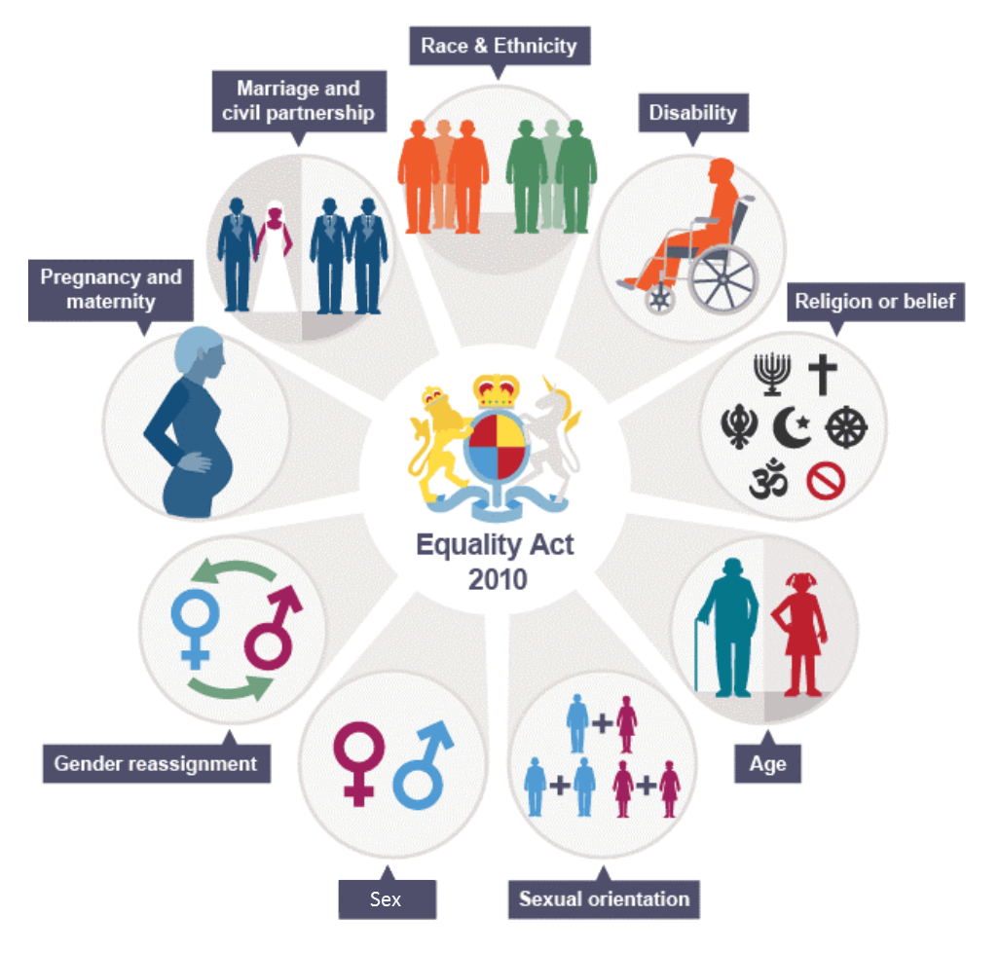 Race & Ethnicity
Marriage and
civil partnership
Disability
Pregnancy and
maternity
Religion or belief
Equality Act
2010
Gender reassignment
Age
Sex
Sexual orientation